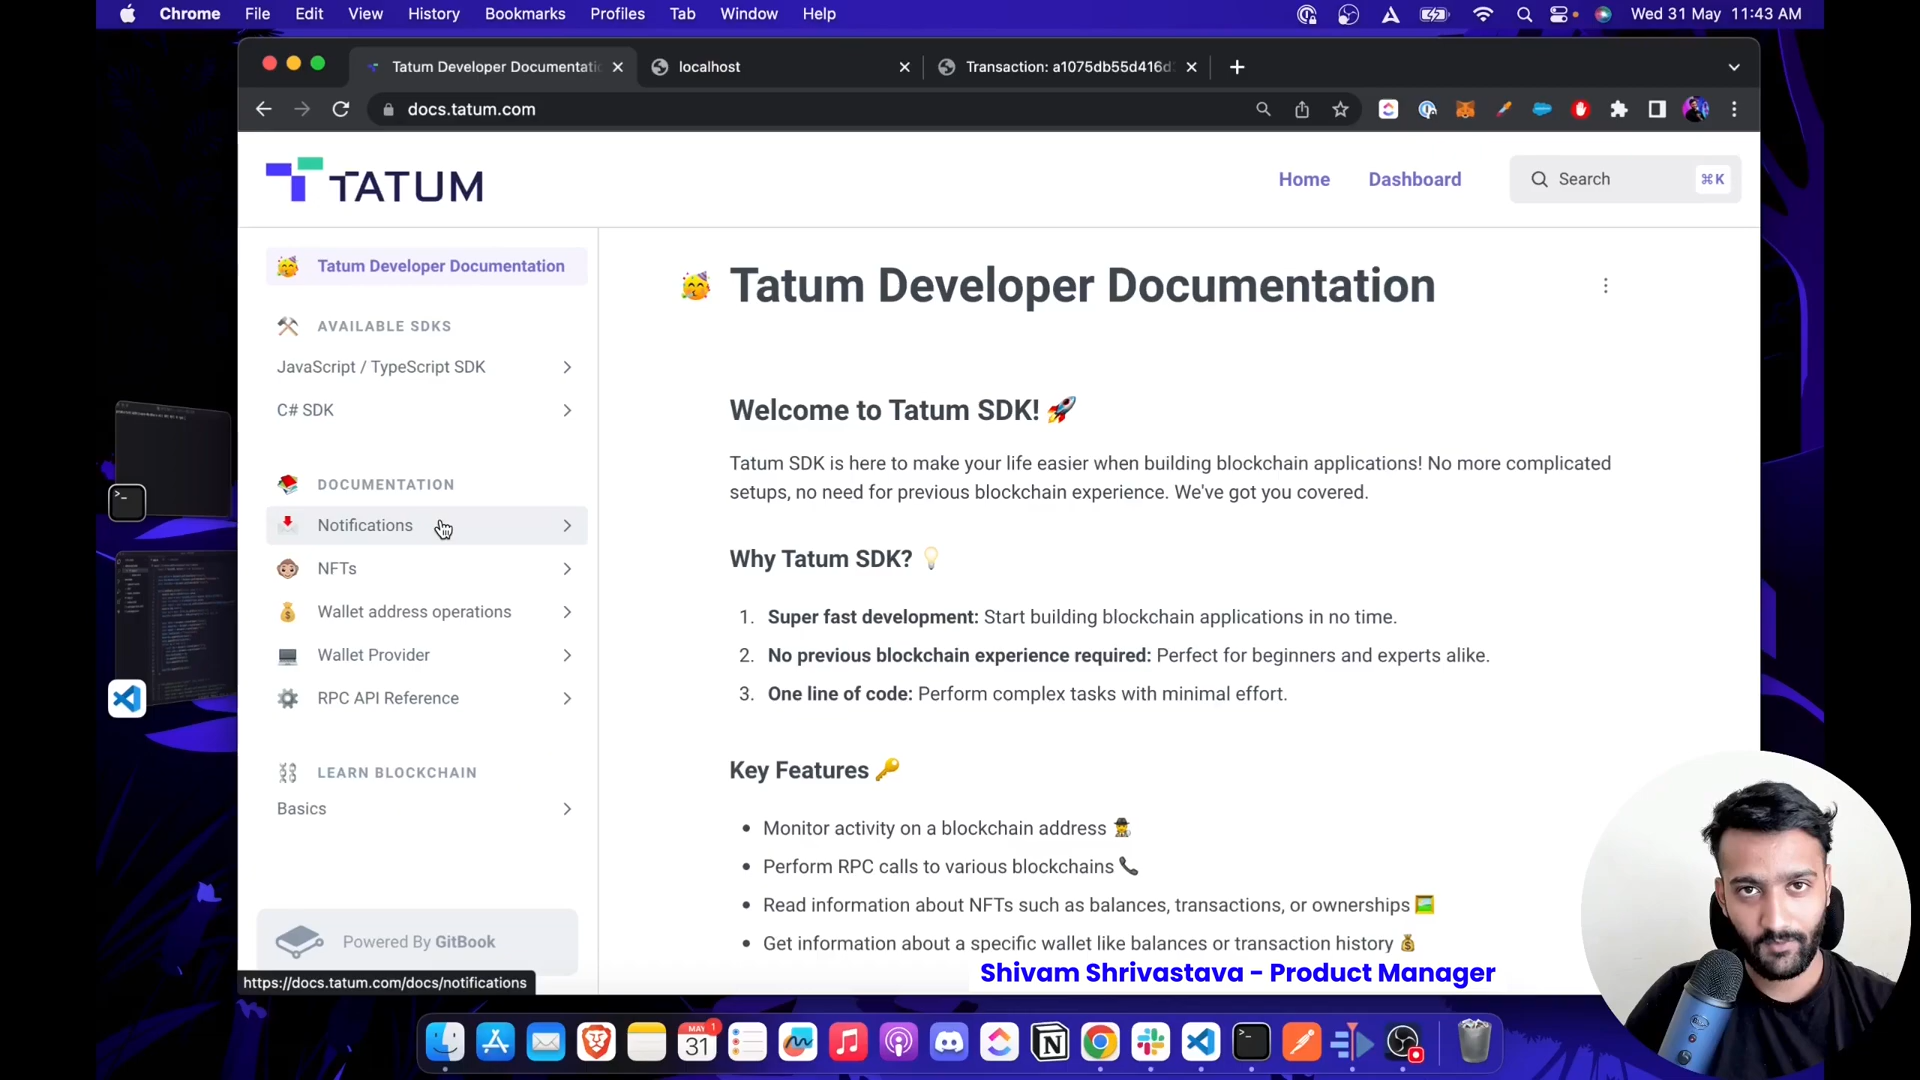 Chrome File Edit View History Bookmarks Profiles Tab Window Help Wed 31 May 11:43 AM
Tatum Developer Documentati localhost Transaction: a1075db55d416d
docs.tatum.com
TATUM
Home Dashboard Search ⌘K
Tatum Developer Documentation
AVAILABLE SDKS
JavaScript / TypeScript SDK
C# SDK
DOCUMENTATION
Notifications
NFTs
Wallet address operations
Wallet Provider
RPC API Reference
LEARN BLOCKCHAIN
Basics
Powered By GitBook
https://docs.tatum.com/docs/notifications
Tatum Developer Documentation
Welcome to Tatum SDK! 🚀
Tatum SDK is here to make your life easier when building blockchain applications! No more complicated
setups, no need for previous blockchain experience. We've got you covered.
Why Tatum SDK? 💡
1. Super fast development: Start building blockchain applications in no time.
2. No previous blockchain experience required: Perfect for beginners and experts alike.
3. One line of code: Perform complex tasks with minimal effort.
Key Features 🔑
• Monitor activity on a blockchain address 🕵️
• Perform RPC calls to various blockchains 📞
• Read information about NFTs such as balances, transactions, or ownerships 🖼️
• Get information about a specific wallet like balances or transaction history 💰
Shivam Shrivastava - Product Manager
MAY 1
31